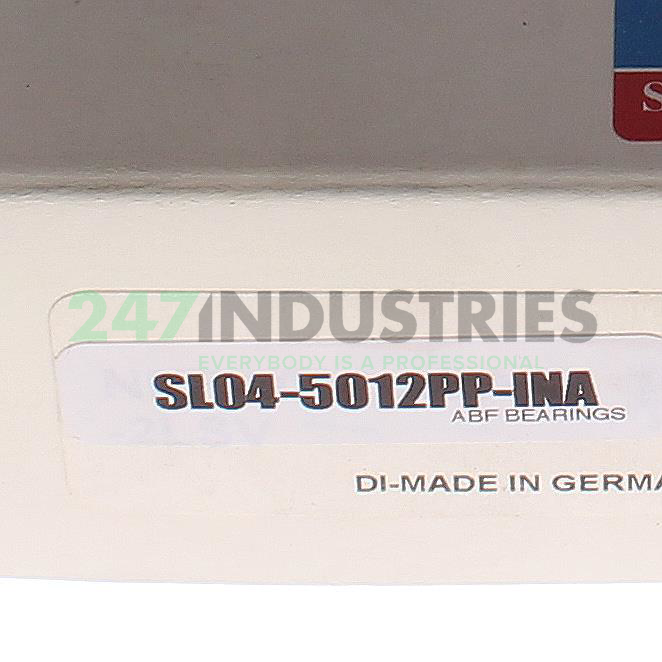 S
247INDUSTRIES
EVERYBODY IS A PROFESSIONAL
SL04-5012PP-INA
ABF BEARINGS
DI-MADE IN GERMA